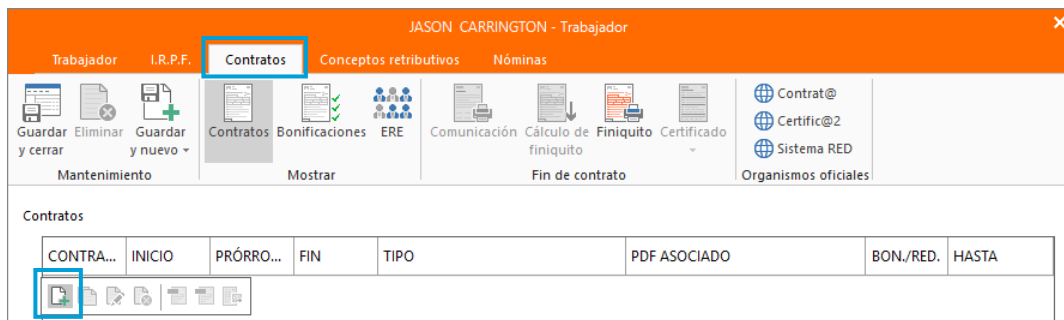 JASON CARRINGTON - Trabajador
Trabajador I.R.P.F. Contratos Conceptos retributivos Nóminas
Guardar y cerrar
Eliminar
Guardar y nuevo
Contratos
Bonificaciones
ERE
Comunicación
Cálculo de finiquito
Finiquito
Certificado
Contrat@
Certific@2
Sistema RED
Mantenimiento Mostrar Fin de contrato Organismos oficiales
Contratos
CONTRA... INICIO PRÓRRO... FIN TIPO PDF ASOCIADO BON./RED. HASTA